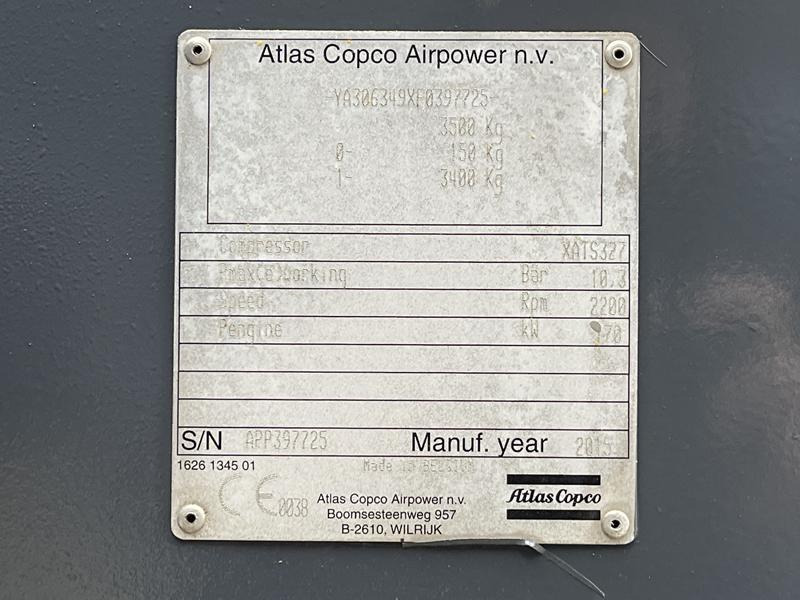 Atlas Copco Airpower n.v.
-YA306349XF0397725-
3500 Kg
0- 150 Kg
1- 3400 Kg
Compressor XATS327
Pmax(e)working Bar 10.3
Speed Rpm 2200
Pengine kW
S/N APP397725 Manuf. year 2015
1626 1345 01 Made in BELGIUM
CE 0038
Atlas Copco Airpower n.v.
Boomsesteenweg 957
B-2610, WILRIJK
Atlas Copco